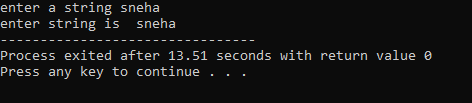 enter a string sneha
enter string is  sneha
--------------------------------
Process exited after 13.51 seconds with return value 0
Press any key to continue . . .